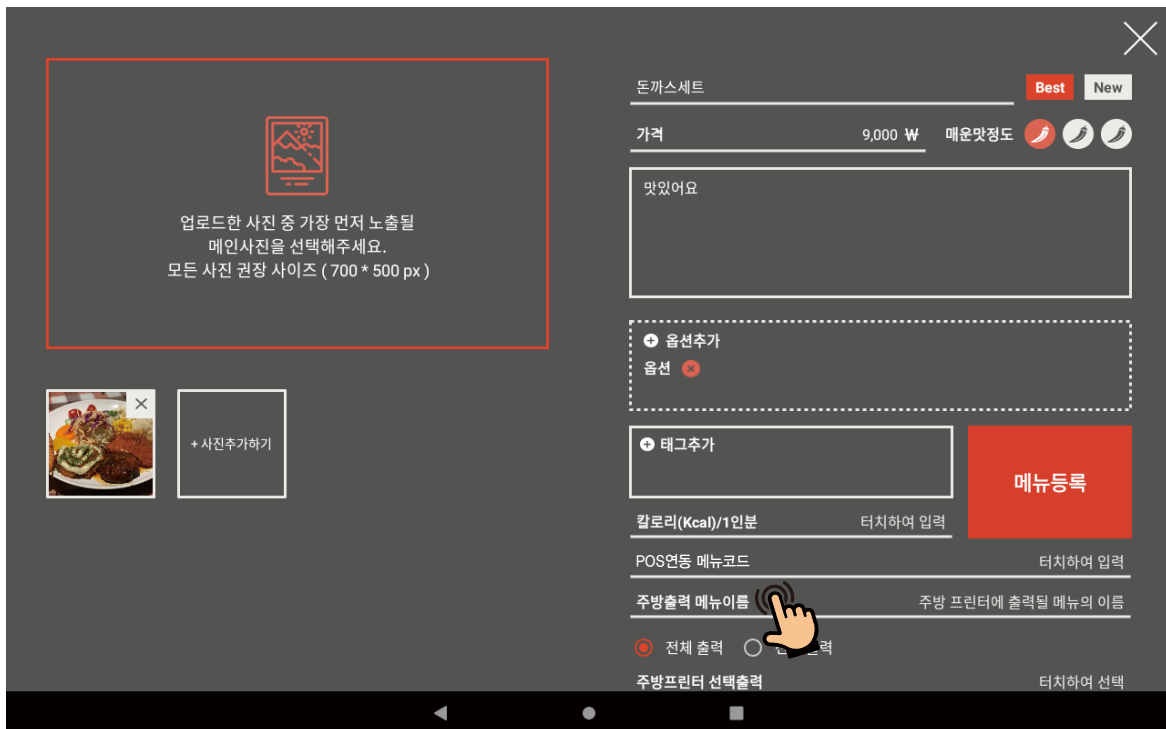 돈까스세트
Best
New
가격
9,000 ₩
매운맛정도
맛있어요
업로드한 사진 중 가장 먼저 노출될
메인사진을 선택해주세요.
모든 사진 권장 사이즈 ( 700 * 500 px )
옵션추가
옵션
+ 사진추가하기
태그추가
메뉴등록
칼로리(Kcal)/1인분
터치하여 입력
POS연동 메뉴코드
터치하여 입력
주방출력 메뉴이름
주방 프린터에 출력될 메뉴의 이름
전체 출력
력
주방프린터 선택출력
터치하여 선택